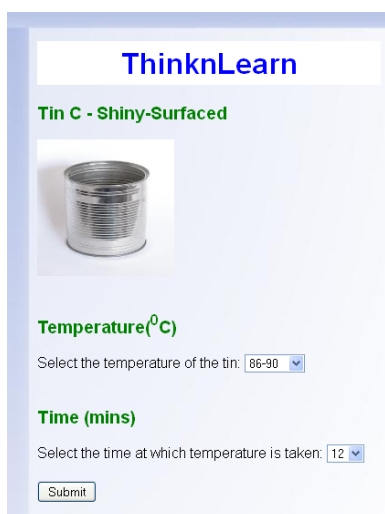 ThinknLearn
Tin C - Shiny-Surfaced
Temperature(⁰C)
Select the temperature of the tin: 86-90
Time (mins)
Select the time at which temperature is taken: 12
Submit